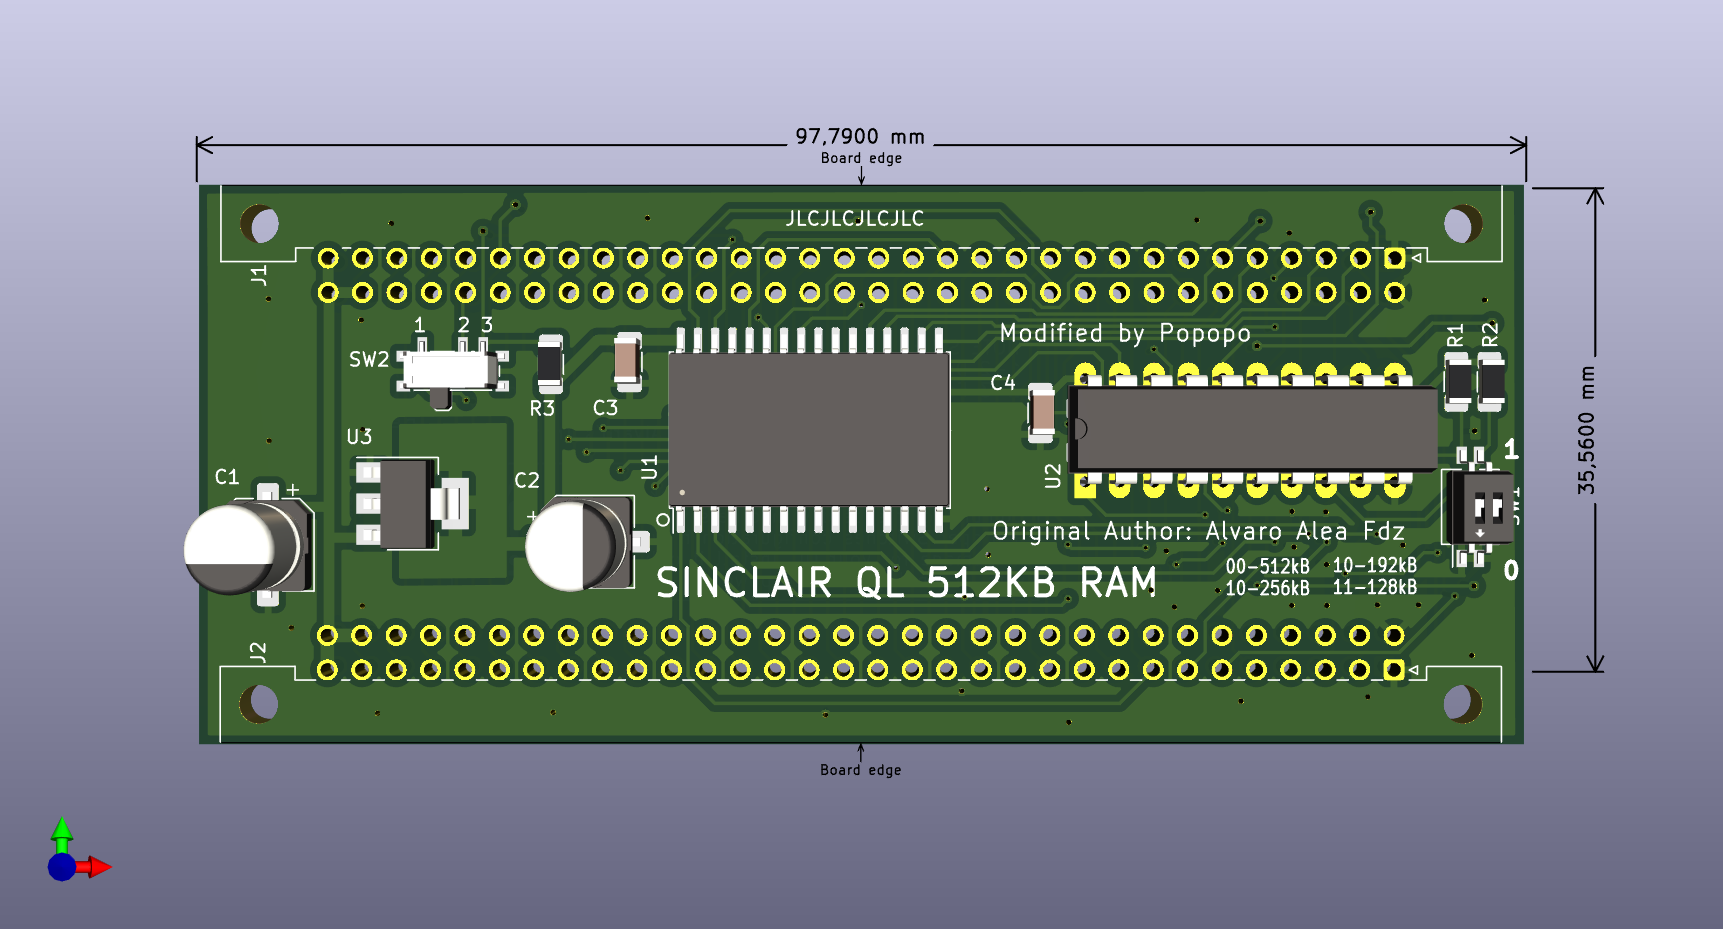 97,7900 mm
Board edge
JLCJLCJLCJLC
J1
1 2 3
Modified by Popopo
R1
R2
SW2
C4
R3
C3
35,5600 mm
U3
1
U1
U2
C1
+
C2
+
SW1
Original Author: Alvaro Alea Fdz
SINCLAIR QL 512KB RAM
00-512kB 10-192kB
10-256kB 11-128kB
0
J2
Board edge